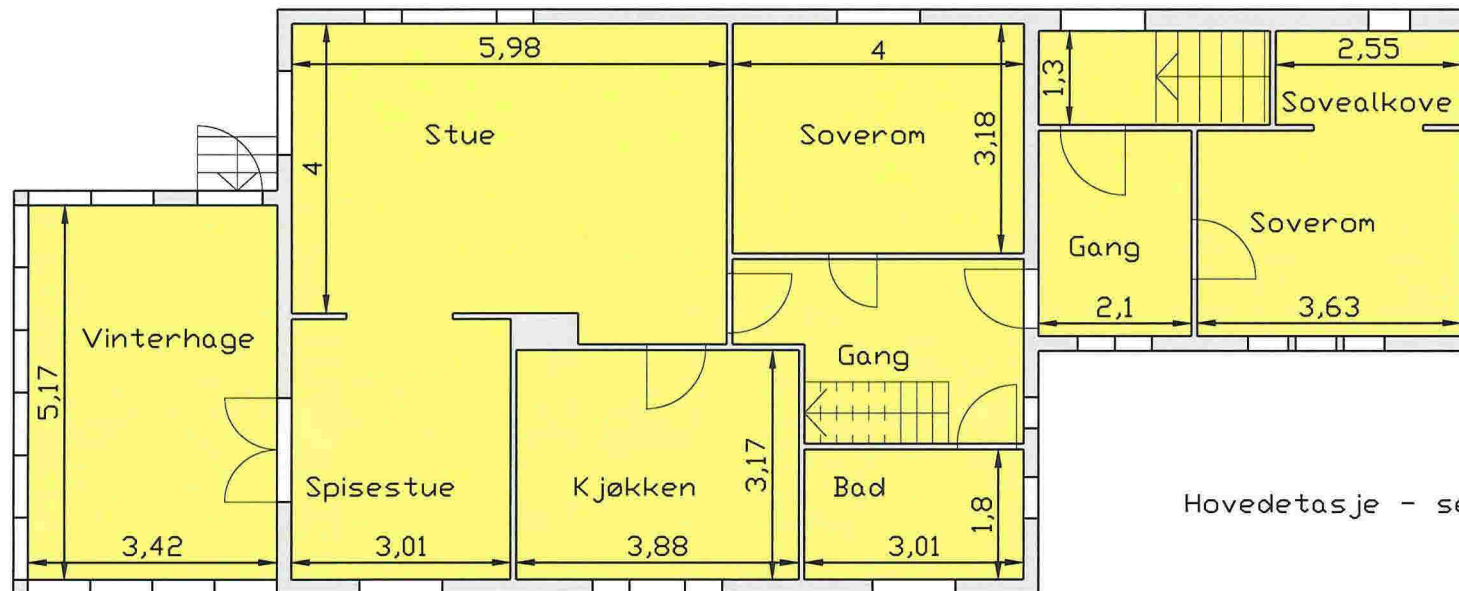 5,98
4
2,55
1,3
Sovealkove
Stue
Soverom
3,18
4
Soverom
Gang
2,1
3,63
Vinterhage
Gang
5,17
3,17
Spisestue
Kjøkken
Bad
1,8
Hovedetasje - se
3,42
3,01
3,88
3,01